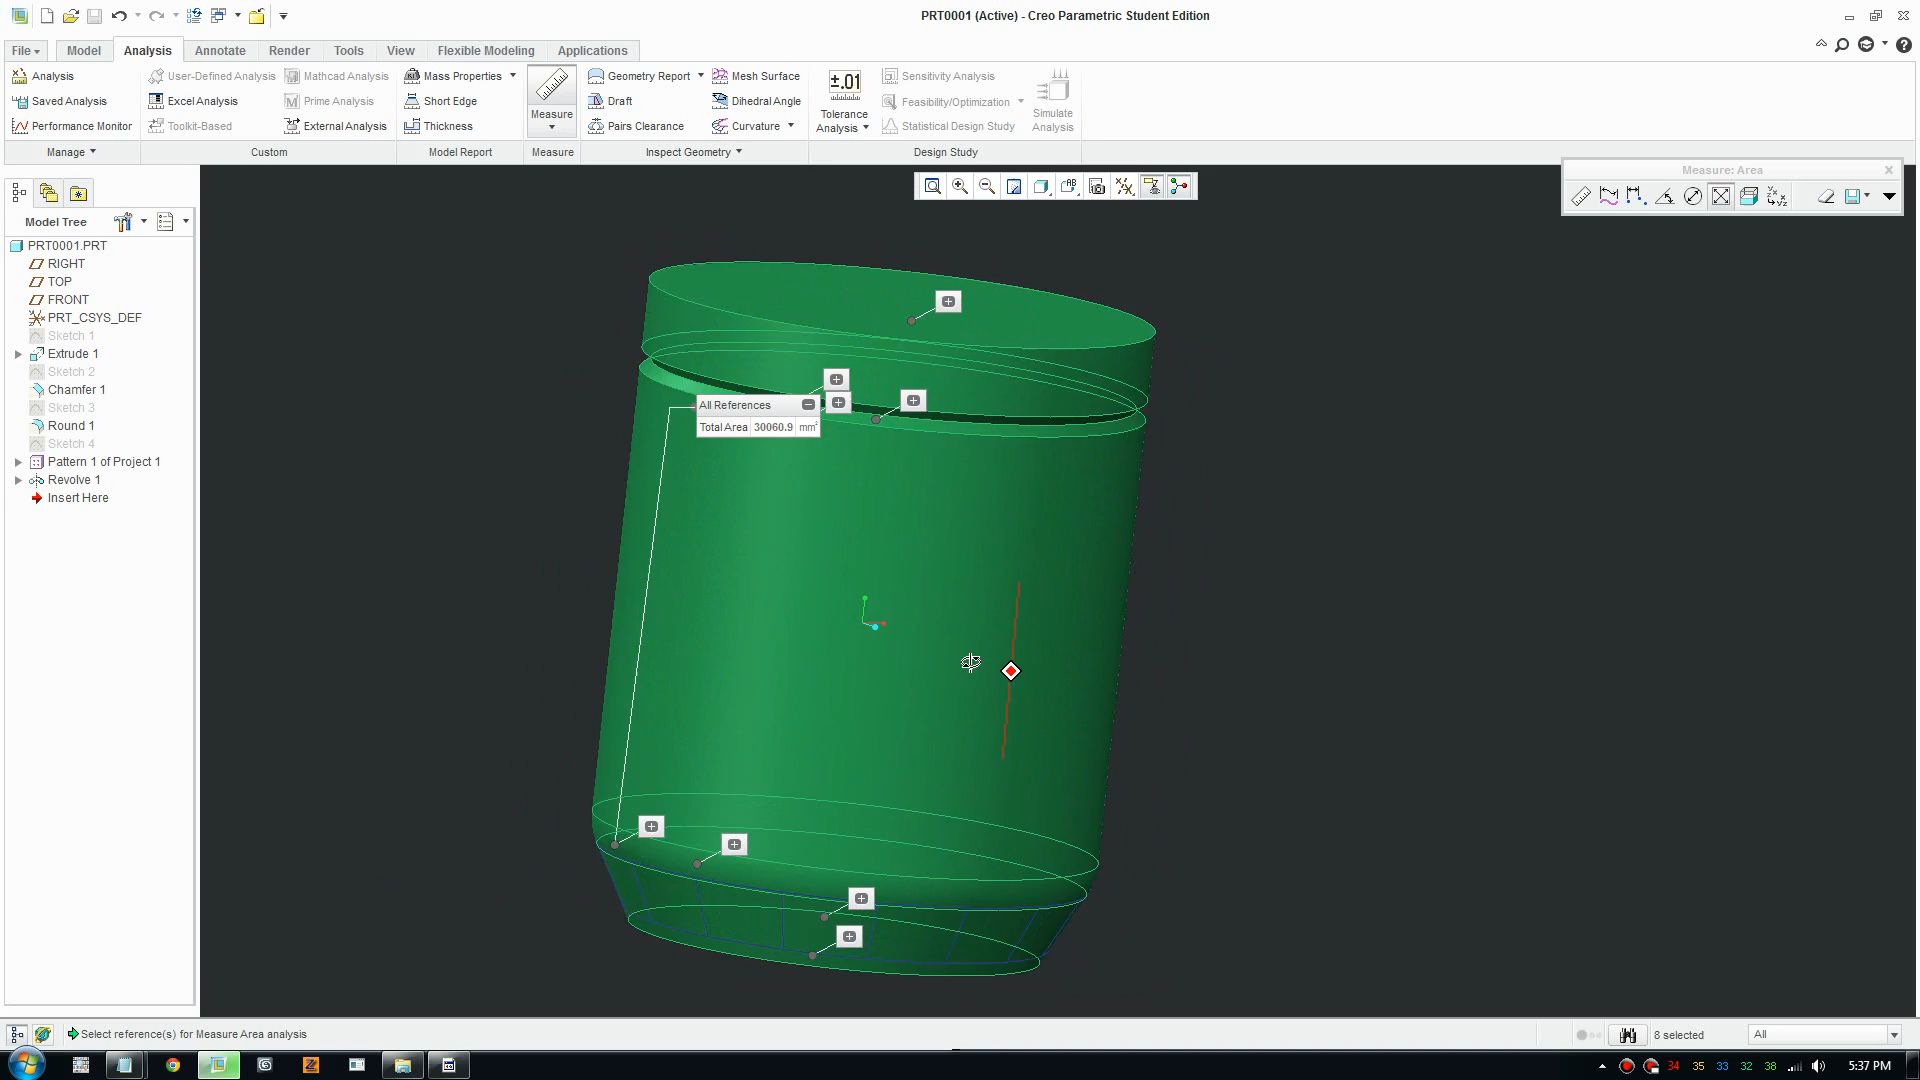 PRT0001 (Active) - Creo Parametric Student Edition
File
Model
Analysis
Annotate
Render
Tools
View
Flexible Modeling
Applications
Analysis
Saved Analysis
Performance Monitor
Manage
User-Defined Analysis
Excel Analysis
Toolkit-Based
Mathcad Analysis
Prime Analysis
External Analysis
Custom
Mass Properties
Short Edge
Thickness
Model Report
Measure
Measure
Geometry Report
Draft
Pairs Clearance
Mesh Surface
Dihedral Angle
Curvature
Inspect Geometry
±.01
Tolerance
Analysis
Sensitivity Analysis
Feasibility/Optimization
Statistical Design Study
Simulate
Analysis
Design Study
Measure: Area
Model Tree
PRT0001.PRT
RIGHT
TOP
FRONT
PRT_CSYS_DEF
Sketch 1
Extrude 1
Sketch 2
Chamfer 1
Sketch 3
Round 1
Sketch 4
Pattern 1 of Project 1
Revolve 1
Insert Here
All References
Total Area 30060.9 mm²
Select reference(s) for Measure Area analysis
8 selected
All
34 35 33 32 38
5:37 PM